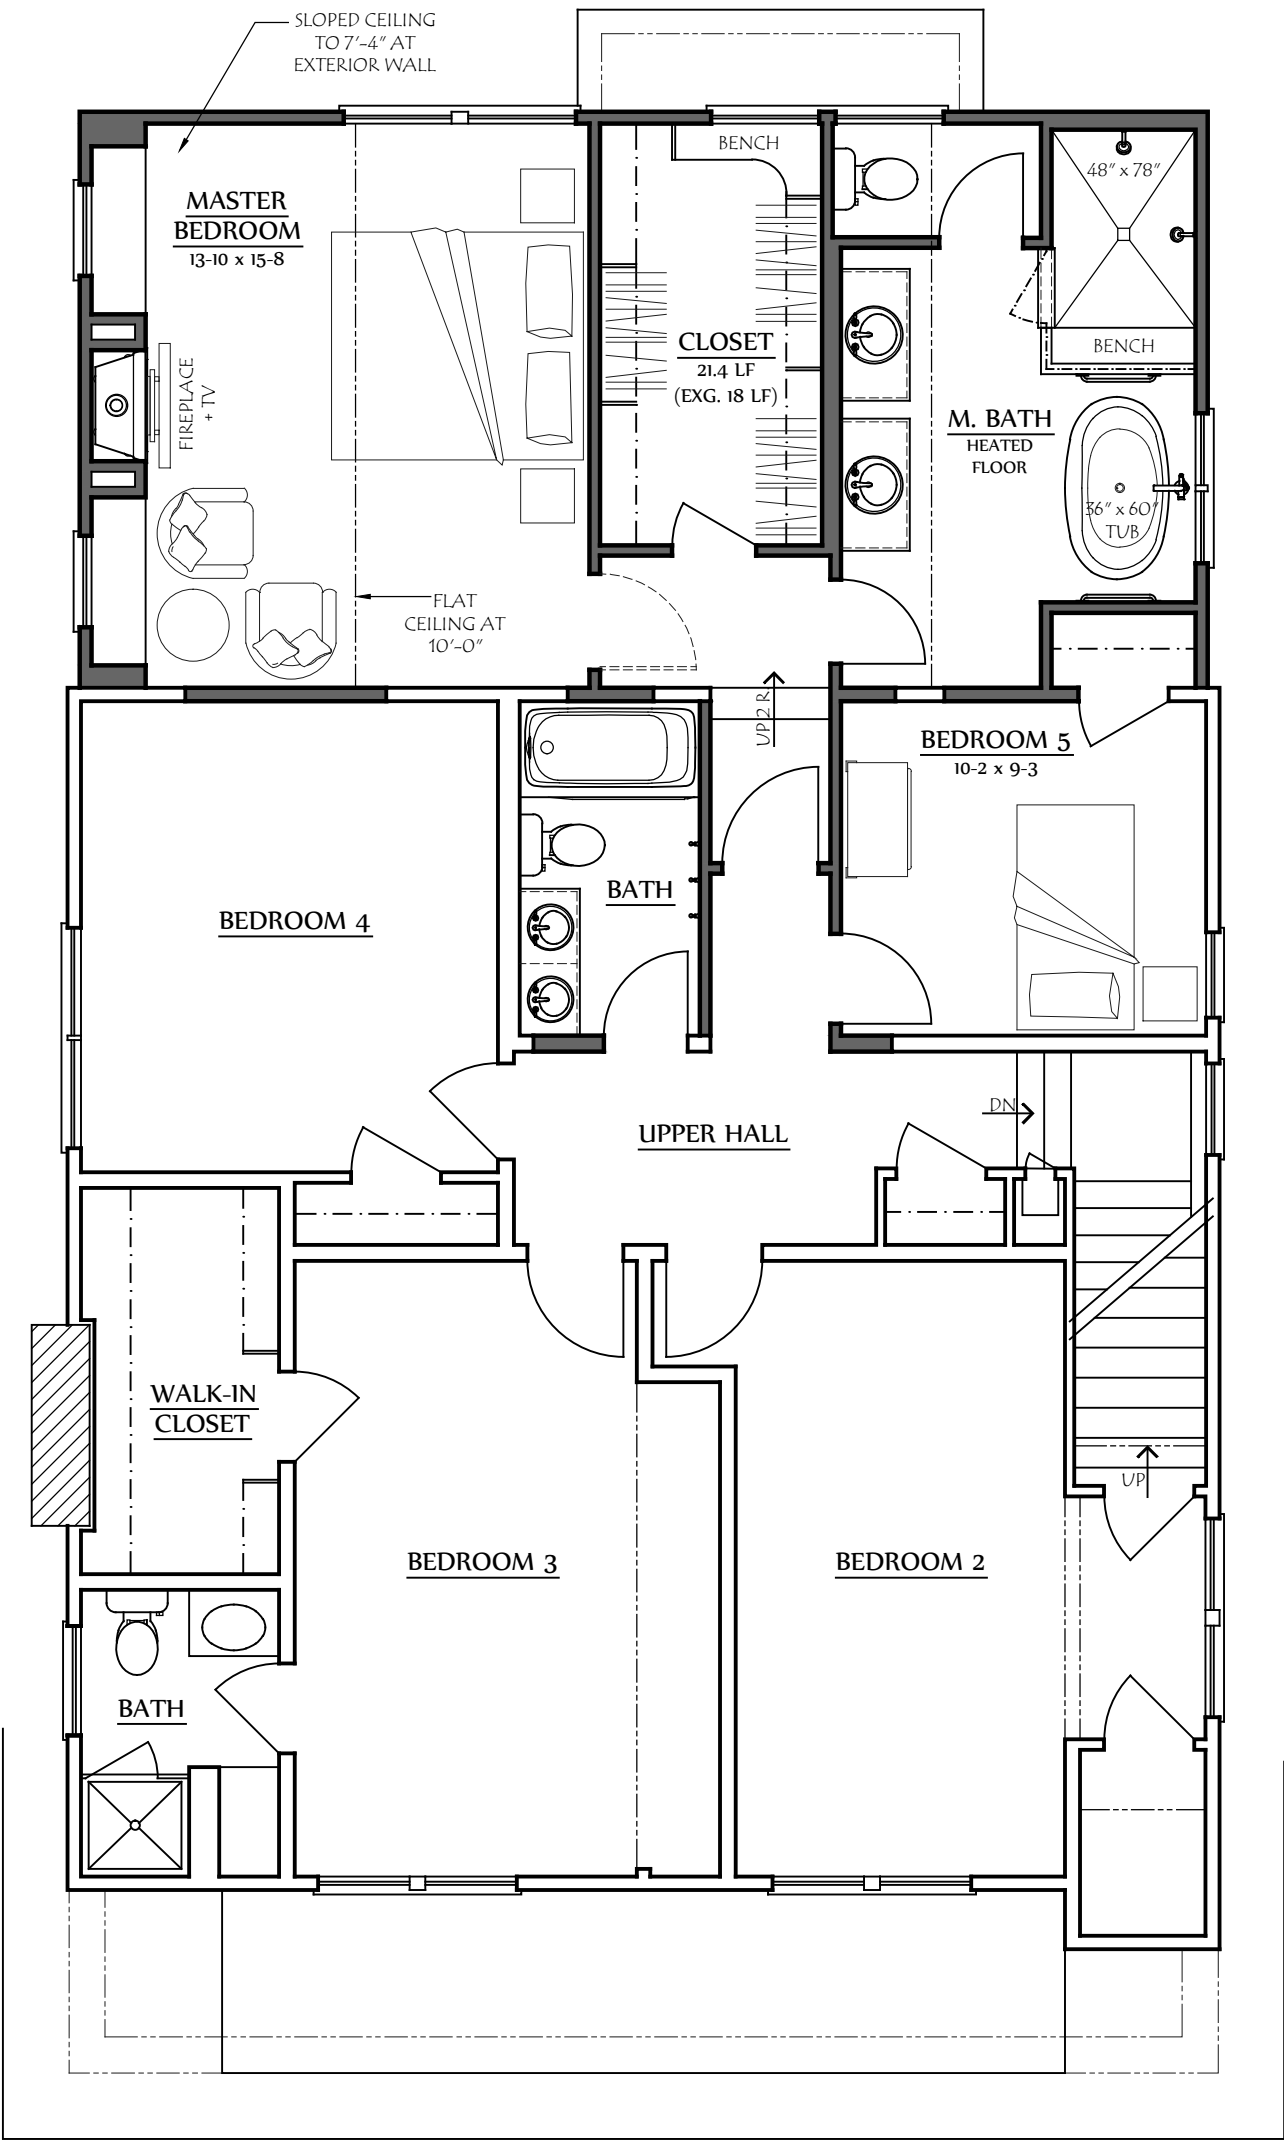 SLOPED CEILING
TO 7'-4" AT
EXTERIOR WALL
MASTER
BEDROOM
13-10 x 15-8
FIREPLACE
+ TV
FLAT
CEILING AT
10'-0"
BENCH
CLOSET
21.4 LF
(EXG. 18 LF)
48" x 78"
BENCH
M. BATH
HEATED
FLOOR
36" x 60"
TUB
UP 2 R
BEDROOM 5
10-2 x 9-3
BEDROOM 4
BATH
UPPER HALL
DN
WALK-IN
CLOSET
UP
BEDROOM 3
BEDROOM 2
BATH